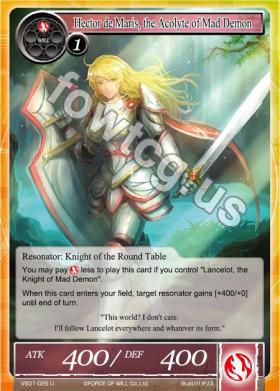 Hector de Maris, the Acolyte of Mad Demon
WILL
1
fowtcg.us
Resonator: Knight of the Round Table
You may pay less to play this card if you control "Lancelot, the
Knight of Mad Demon".
When this card enters your field, target resonator gains [+400/+0]
until end of turn.
"This world? I don't care.
I'll follow Lancelot everywhere and whatever its form."
ATK 400/ DEF 400
VS01-026 U ©FORCE OF WILL Co.,Ltd.